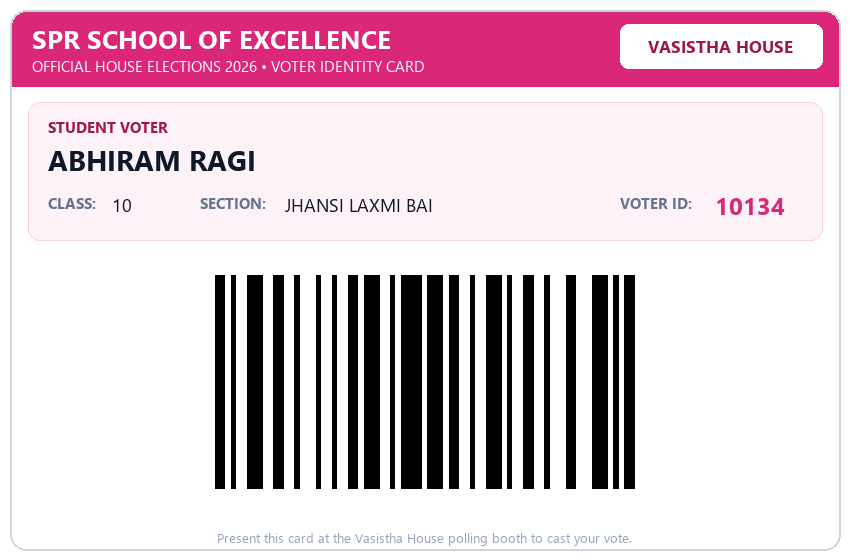 SPR SCHOOL OF EXCELLENCE
OFFICIAL HOUSE ELECTIONS 2026 • VOTER IDENTITY CARD
VASISTHA HOUSE
STUDENT VOTER
ABHIRAM RAGI
CLASS: 10 SECTION: JHANSI LAXMI BAI VOTER ID: 10134
Present this card at the Vasistha House polling booth to cast your vote.